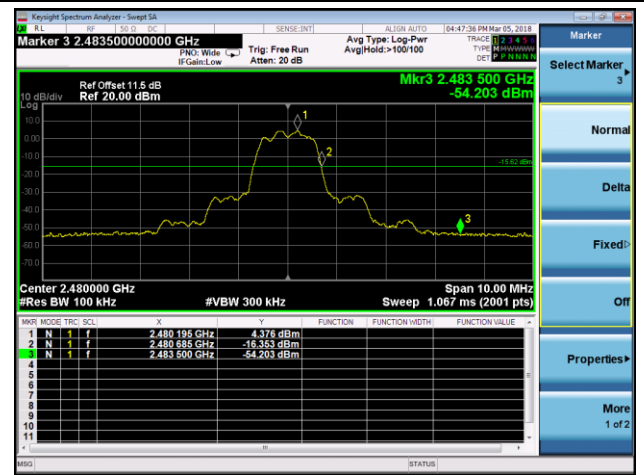 Keysight Spectrum Analyzer - Swept SA
RL RF 50 Ω DC SENSE:INT ALIGN AUTO 04:47:36 PM Mar 05, 2018
Marker 3 2.483500000000 GHz
PNO: Wide
IFGain:Low
Trig: Free Run
Atten: 20 dB
Avg Type: Log-Pwr
Avg|Hold:>100/100
TRACE 1 2 3 4 5 6
TYPE MMWWWW
DET P P N N N N
Mkr3 2.483 500 GHz
-54.203 dBm
Ref Offset 11.5 dB
10 dB/div Ref 20.00 dBm
Log
10.0
0.00
-10.0
-20.0
-30.0
-40.0
-50.0
-60.0
-70.0
1
2
3
-15.62 dBm
Center 2.480000 GHz Span 10.00 MHz
#Res BW 100 kHz #VBW 300 kHz Sweep 1.067 ms (2001 pts)
MKR MODE TRC SCL X Y FUNCTION FUNCTION WIDTH FUNCTION VALUE
1 N 1 f 2.480 195 GHz 4.376 dBm
2 N 1 f 2.480 685 GHz -16.353 dBm
3 N 1 f 2.483 500 GHz -54.203 dBm
4
5
6
7
8
9
10
11
MSG STATUS
Marker
Select Marker
3
Normal
Delta
Fixed
Off
Properties
More
1 of 2